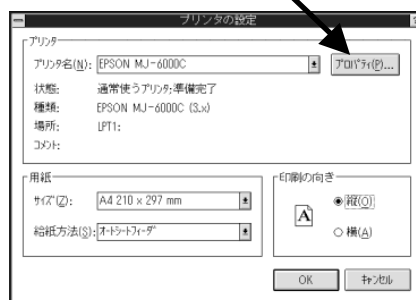 プリンタの設定
プリンタ
プリンタ名(N): EPSON MJ-6000C プロパティ(P)...
状態: 通常使うプリンタ;準備完了
種類: EPSON MJ-6000C (3.x)
場所: LPT1:
コメント:
用紙
サイズ(Z): A4 210 x 297 mm
給紙方法(S): オートシートフィーダ
印刷の向き
A
縦(O)
横(A)
OK キャンセル